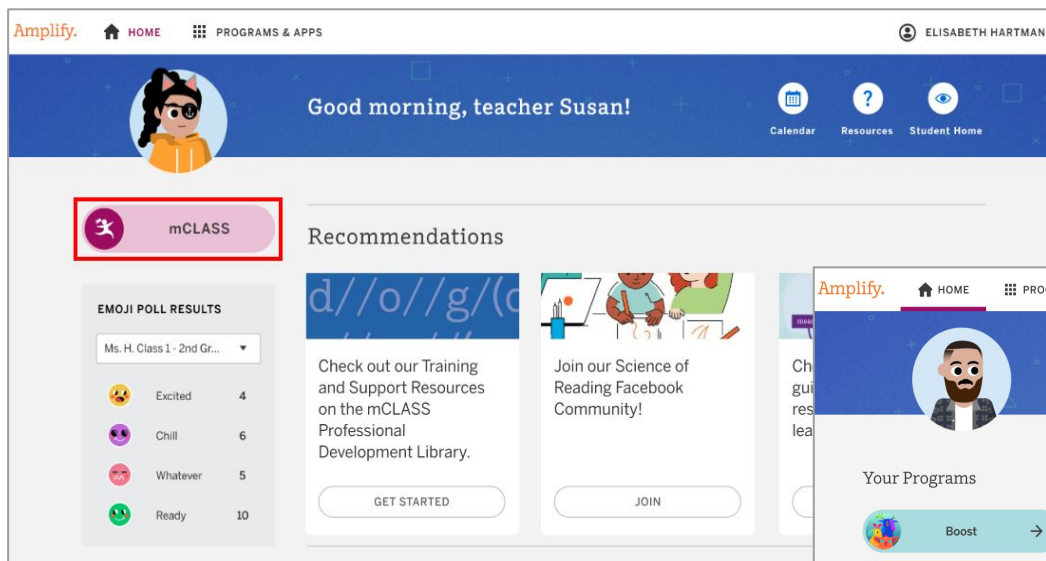 Amplify. HOME PROGRAMS & APPS ELISABETH HARTMAN
Good morning, teacher Susan!
Calendar Resources Student Home
mCLASS
Recommendations
EMOJI POLL RESULTS
Ms. H. Class 1 - 2nd Gr...
Excited 4
Chill 6
Whatever 5
Ready 10
d//o//g/(
Check out our Training
and Support Resources
on the mCLASS
Professional
Development Library.
GET STARTED
Join our Science of
Reading Facebook
Community!
JOIN
Amplify. HOME
Your Programs
Boost